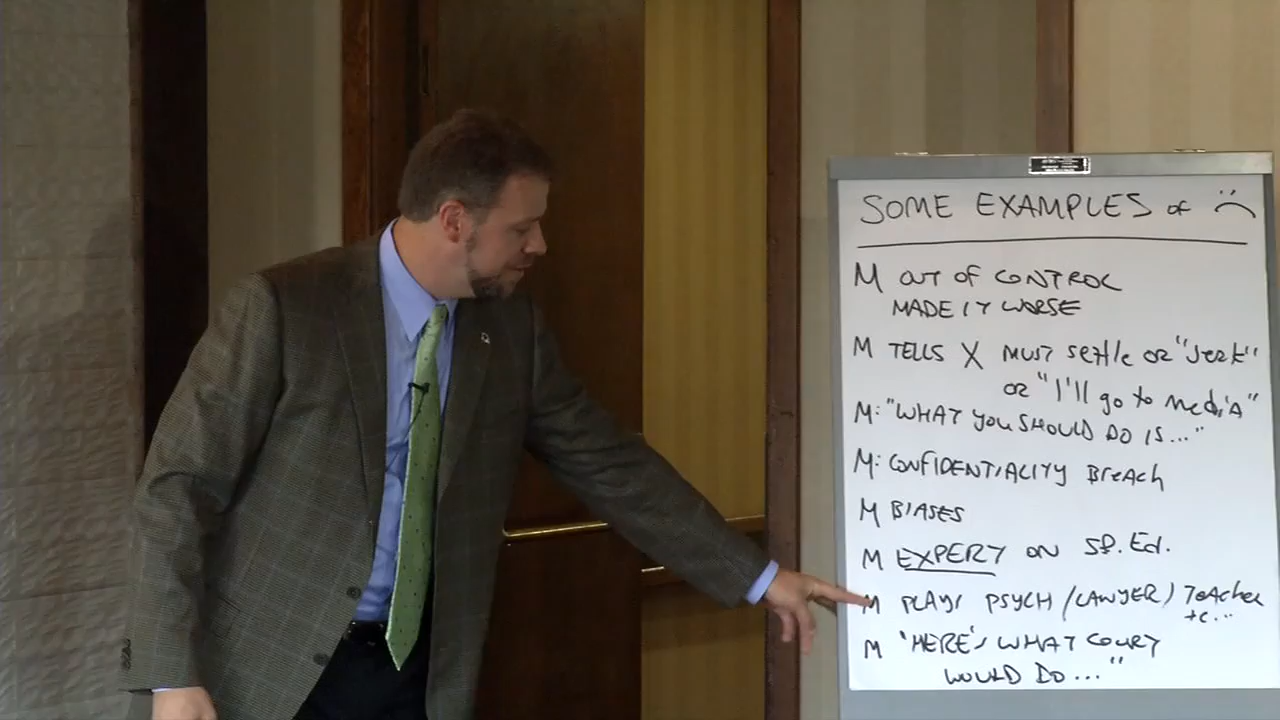 SOME EXAMPLES OF :(
M OUT OF CONTROL
MADE IT WORSE
M TELLS X MUST SETTLE OR "JERK"
OR "I'll go to MEDIA"
M: "WHAT YOU SHOULD DO IS..."
M: CONFIDENTIALITY BREACH
M BIASES
M EXPERT ON SP. Ed.
M PLAYS PSYCH /LAWYER/ TEACHER
etc...
M "HERE'S WHAT COURT
WOULD DO..."